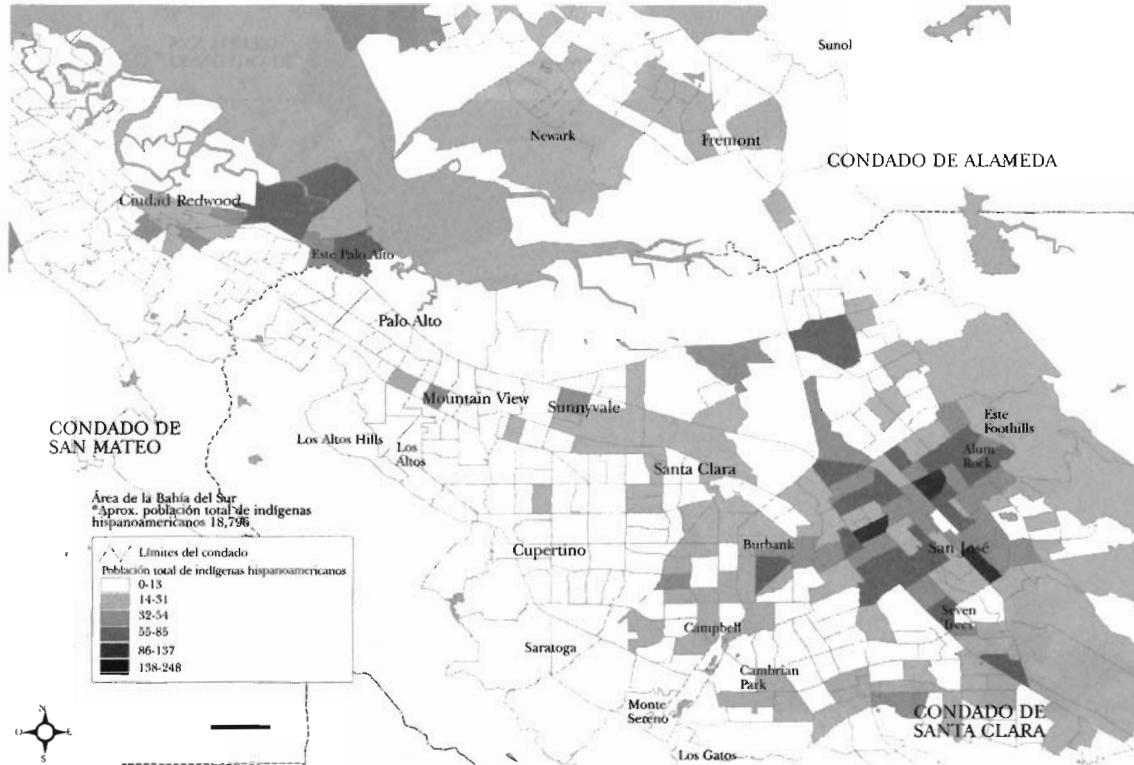 Sunol
Newark
Fremont
CONDADO DE ALAMEDA
Ciudad Redwood
Este Palo Alto
Palo Alto
Mountain View
Sunnyvale
CONDADO DE
SAN MATEO
Los Altos Hills
Los
Altos
Este
Foothills
Alum
Rock
Santa Clara
Área de la Bahía del Sur
*Aprox. población total de indígenas
hispanoamericanos 18,796
Límites del condado
Población total de indígenas hispanoamericanos
0-13
14-31
32-54
55-85
86-137
138-248
Cupertino
Burbank
San José
Seven
Trees
Campbell
Saratoga
Cambrian
Park
Monte
Sereno
CONDADO DE
SANTA CLARA
Los Gatos
N
O
E
S